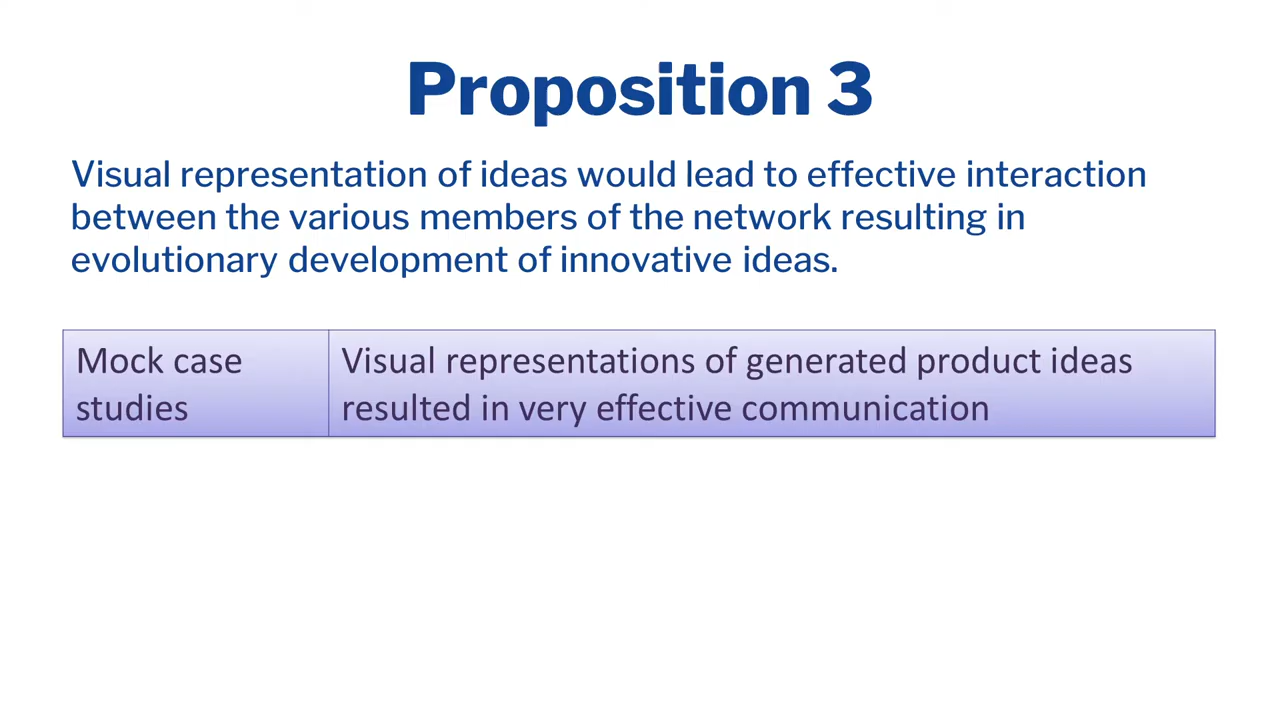 Proposition 3
Visual representation of ideas would lead to effective interaction
between the various members of the network resulting in
evolutionary development of innovative ideas.
Mock case
studies
Visual representations of generated product ideas
resulted in very effective communication